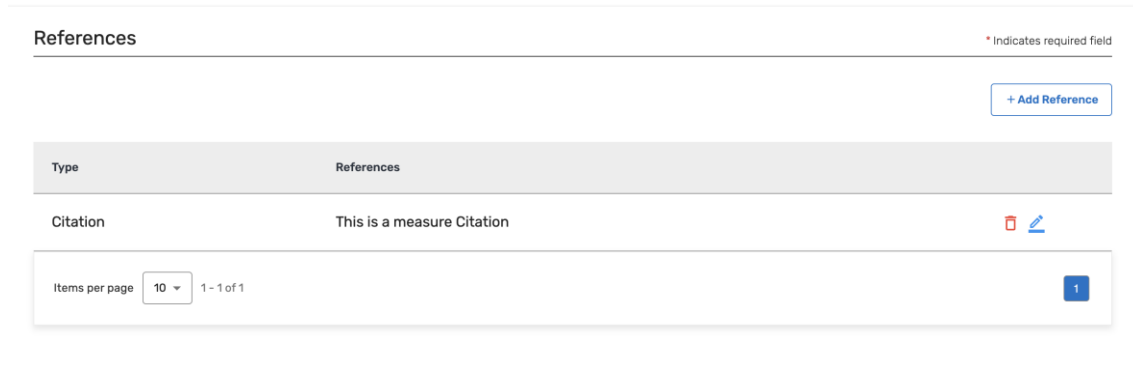 References
* Indicates required field
+ Add Reference
Type References
Citation This is a measure Citation
Items per page 10 1 - 1 of 1 1